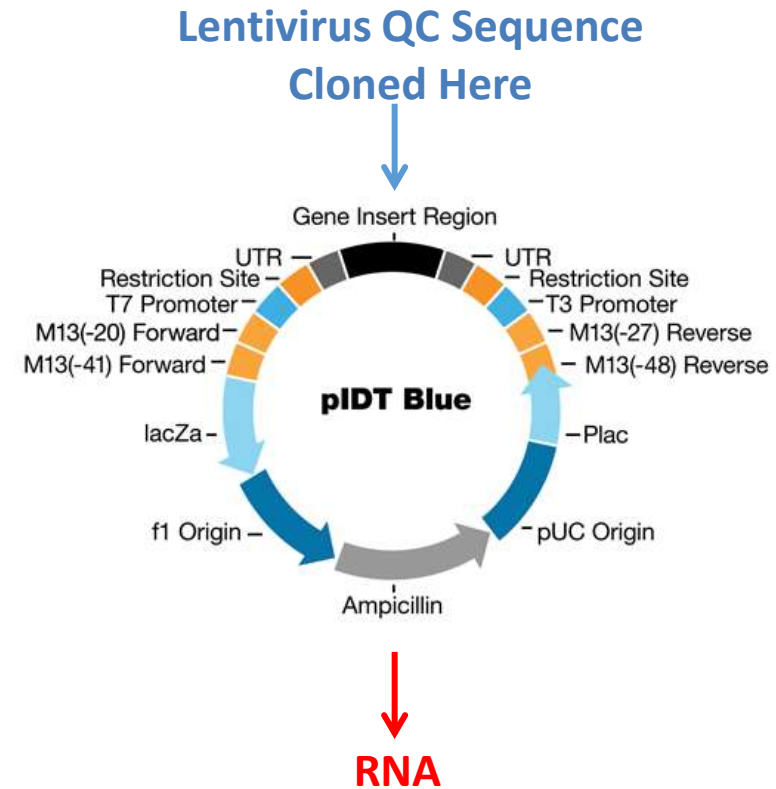 Lentivirus QC Sequence
Cloned Here
Gene Insert Region
UTR
UTR
Restriction Site
Restriction Site
T7 Promoter
T3 Promoter
M13(-20) Forward
M13(-27) Reverse
M13(-41) Forward
M13(-48) Reverse
pIDT Blue
lacZa
Plac
f1 Origin
pUC Origin
Ampicillin
RNA